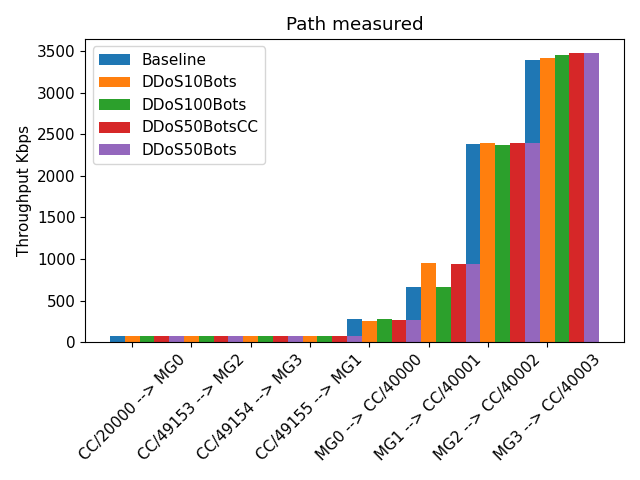 Path measured
Throughput Kbps
3500
3000
2500
2000
1500
1000
500
0
Baseline
DDoS10Bots
DDoS100Bots
DDoS50BotsCC
DDoS50Bots
CC/20000 --> MG0
CC/49153 --> MG2
CC/49154 --> MG3
CC/49155 --> MG1
MG0 --> CC/40000
MG1 --> CC/40001
MG2 --> CC/40002
MG3 --> CC/40003